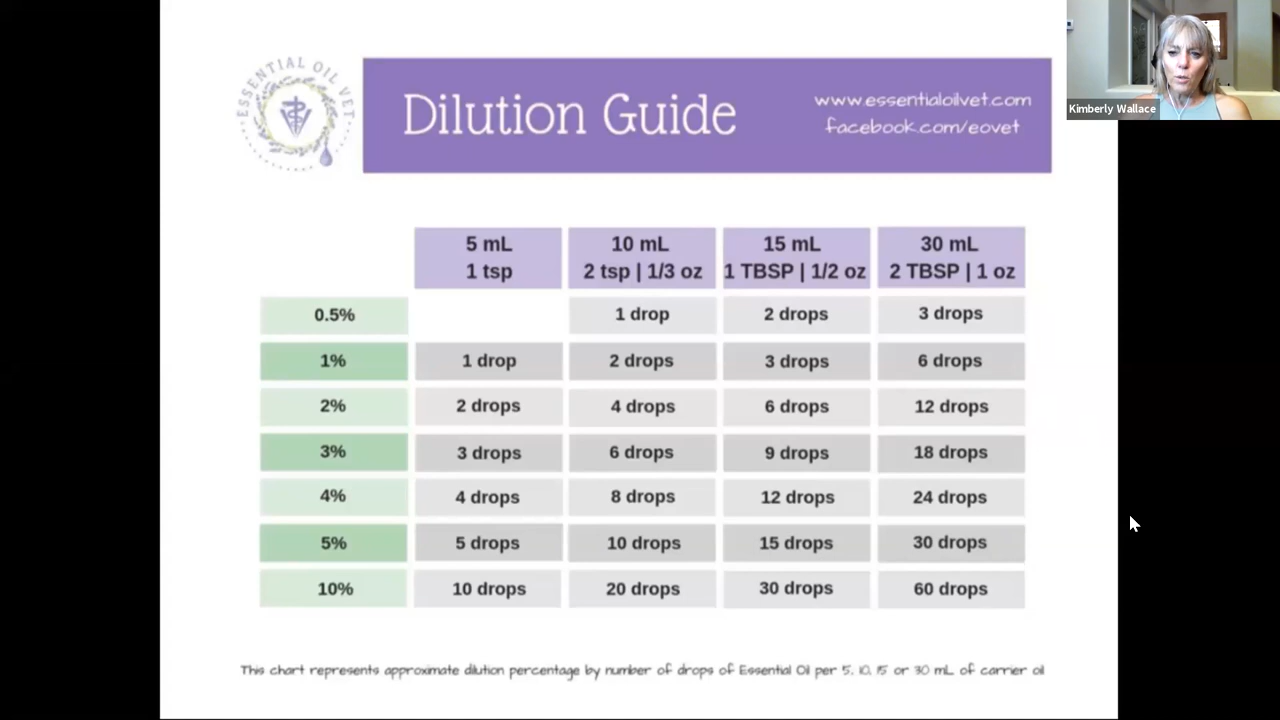 ESSENTIAL OIL VET
Dilution Guide
www.essentialoilvet.com
facebook.com/eovet
Kimberly Wallace
5 mL 10 mL 15 mL 30 mL
1 tsp 2 tsp | 1/3 oz 1 TBSP | 1/2 oz 2 TBSP | 1 oz
0.5% 1 drop 2 drops 3 drops
1% 1 drop 2 drops 3 drops 6 drops
2% 2 drops 4 drops 6 drops 12 drops
3% 3 drops 6 drops 9 drops 18 drops
4% 4 drops 8 drops 12 drops 24 drops
5% 5 drops 10 drops 15 drops 30 drops
10% 10 drops 20 drops 30 drops 60 drops
This chart represents approximate dilution percentage by number of drops of Essential Oil per 5, 10, 15 or 30 mL of carrier oil